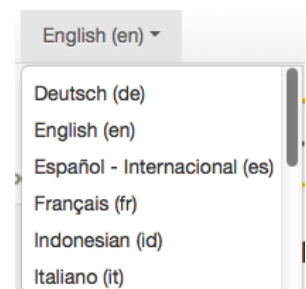 English (en)
Deutsch (de)
English (en)
Español - Internacional (es)
Français (fr)
Indonesian (id)
Italiano (it)